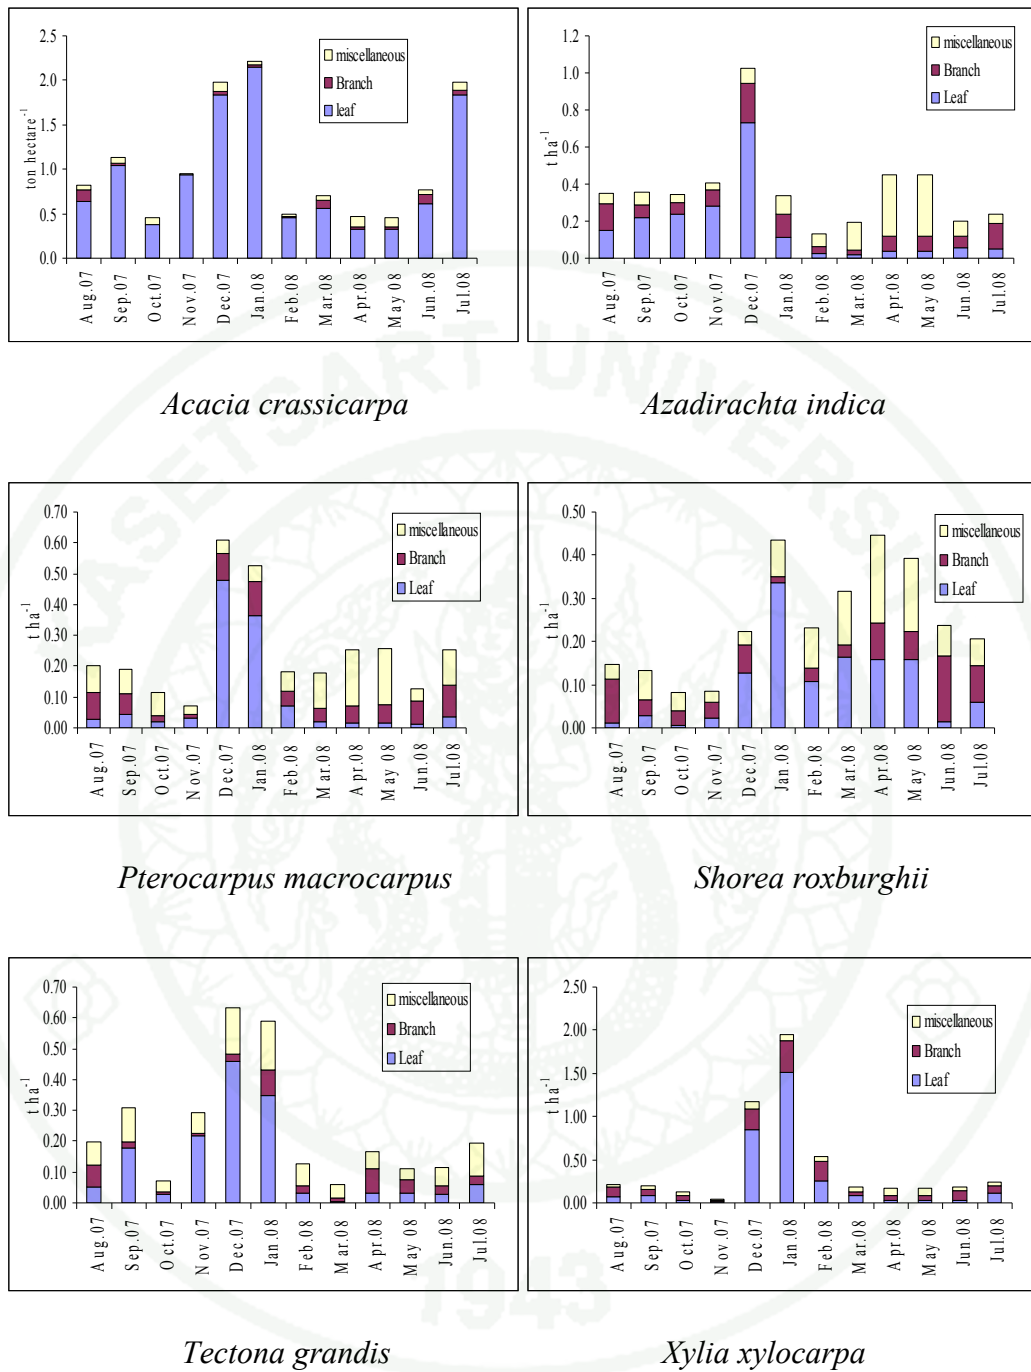 2.5
2.0
1.5
1.0
0.5
0.0
ton hectare⁻¹
miscellaneous
Branch
leaf
Aug.07
Sep.07
Oct.07
Nov.07
Dec.07
Jan.08
Feb.08
Mar.08
Apr.08
May 08
Jun.08
Jul.08
Acacia crassicarpa
1.2
1.0
0.8
0.6
0.4
0.2
0.0
t ha⁻¹
miscellaneous
Branch
Leaf
Aug.07
Sep.07
Oct.07
Nov.07
Dec.07
Jan.08
Feb.08
Mar.08
Apr.08
May 08
Jun.08
Jul.08
Azadirachta indica
0.70
0.60
0.50
0.40
0.30
0.20
0.10
0.00
t ha⁻¹
miscellaneous
Branch
Leaf
Aug.07
Sep.07
Oct.07
Nov.07
Dec.07
Jan.08
Feb.08
Mar.08
Apr.08
May 08
Jun.08
Jul.08
Pterocarpus macrocarpus
0.50
0.40
0.30
0.20
0.10
0.00
t ha⁻¹
miscellaneous
Branch
Leaf
Aug.07
Sep.07
Oct.07
Nov.07
Dec.07
Jan.08
Feb.08
Mar.08
Apr.08
May 08
Jun.08
Jul.08
Shorea roxburghii
0.70
0.60
0.50
0.40
0.30
0.20
0.10
0.00
t ha⁻¹
miscellaneous
Branch
Leaf
Aug.07
Sep.07
Oct.07
Nov.07
Dec.07
Jan.08
Feb.08
Mar.08
Apr.08
May 08
Jun.08
Jul.08
Tectona grandis
2.50
2.00
1.50
1.00
0.50
0.00
t ha⁻¹
miscellaneous
Branch
Leaf
Aug.07
Sep.07
Oct.07
Nov.07
Dec.07
Jan.08
Feb.08
Mar.08
Apr.08
May 08
Jun.08
Jul.08
Xylia xylocarpa
KASETSART UNIVERSITY
1943